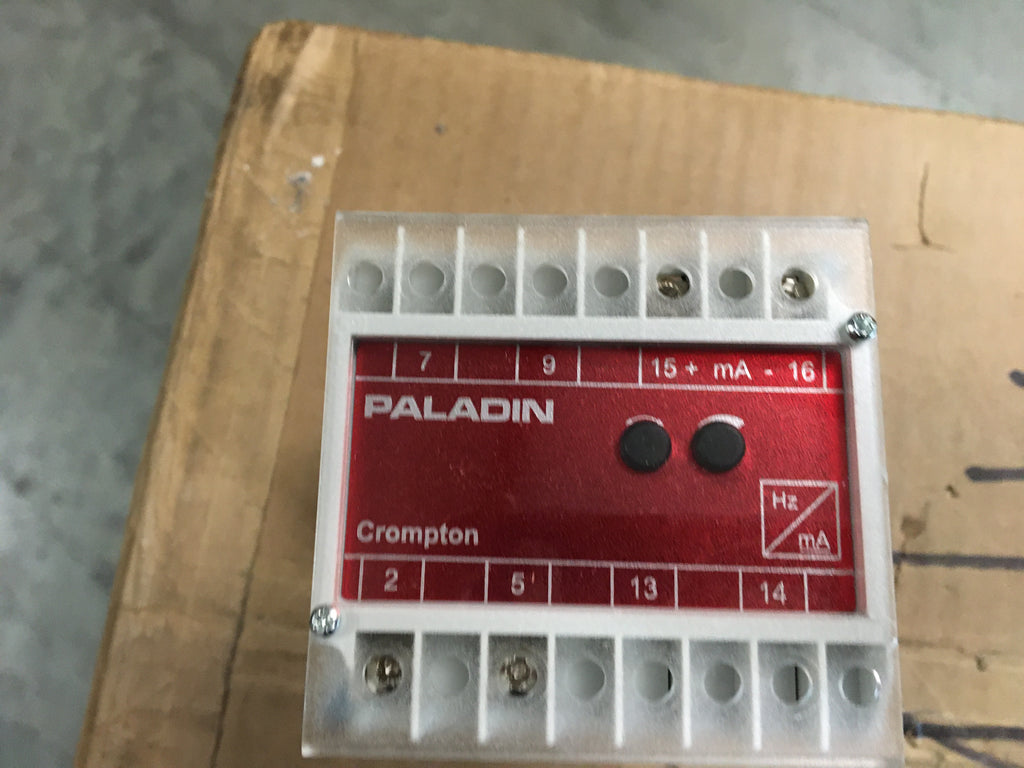 7 9 15 + mA - 16
PALADIN
Hz
mA
Crompton
2 5 13 14